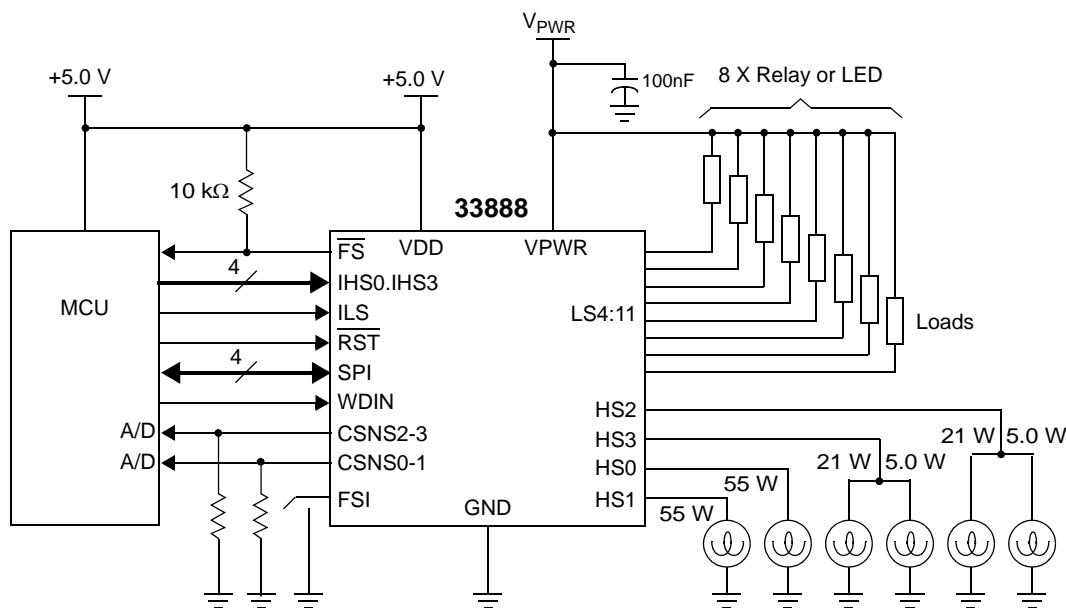 VPWR
+5.0 V
+5.0 V
100nF
8 X Relay or LED
10 kΩ
33888
MCU
FS
VDD
VPWR
4
IHS0.IHS3
ILS
LS4:11
Loads
RST
4
SPI
WDIN
A/D
CSNS2-3
HS2
A/D
CSNS0-1
HS3
21 W
5.0 W
FSI
GND
HS0
21 W
5.0 W
HS1
55 W
55 W